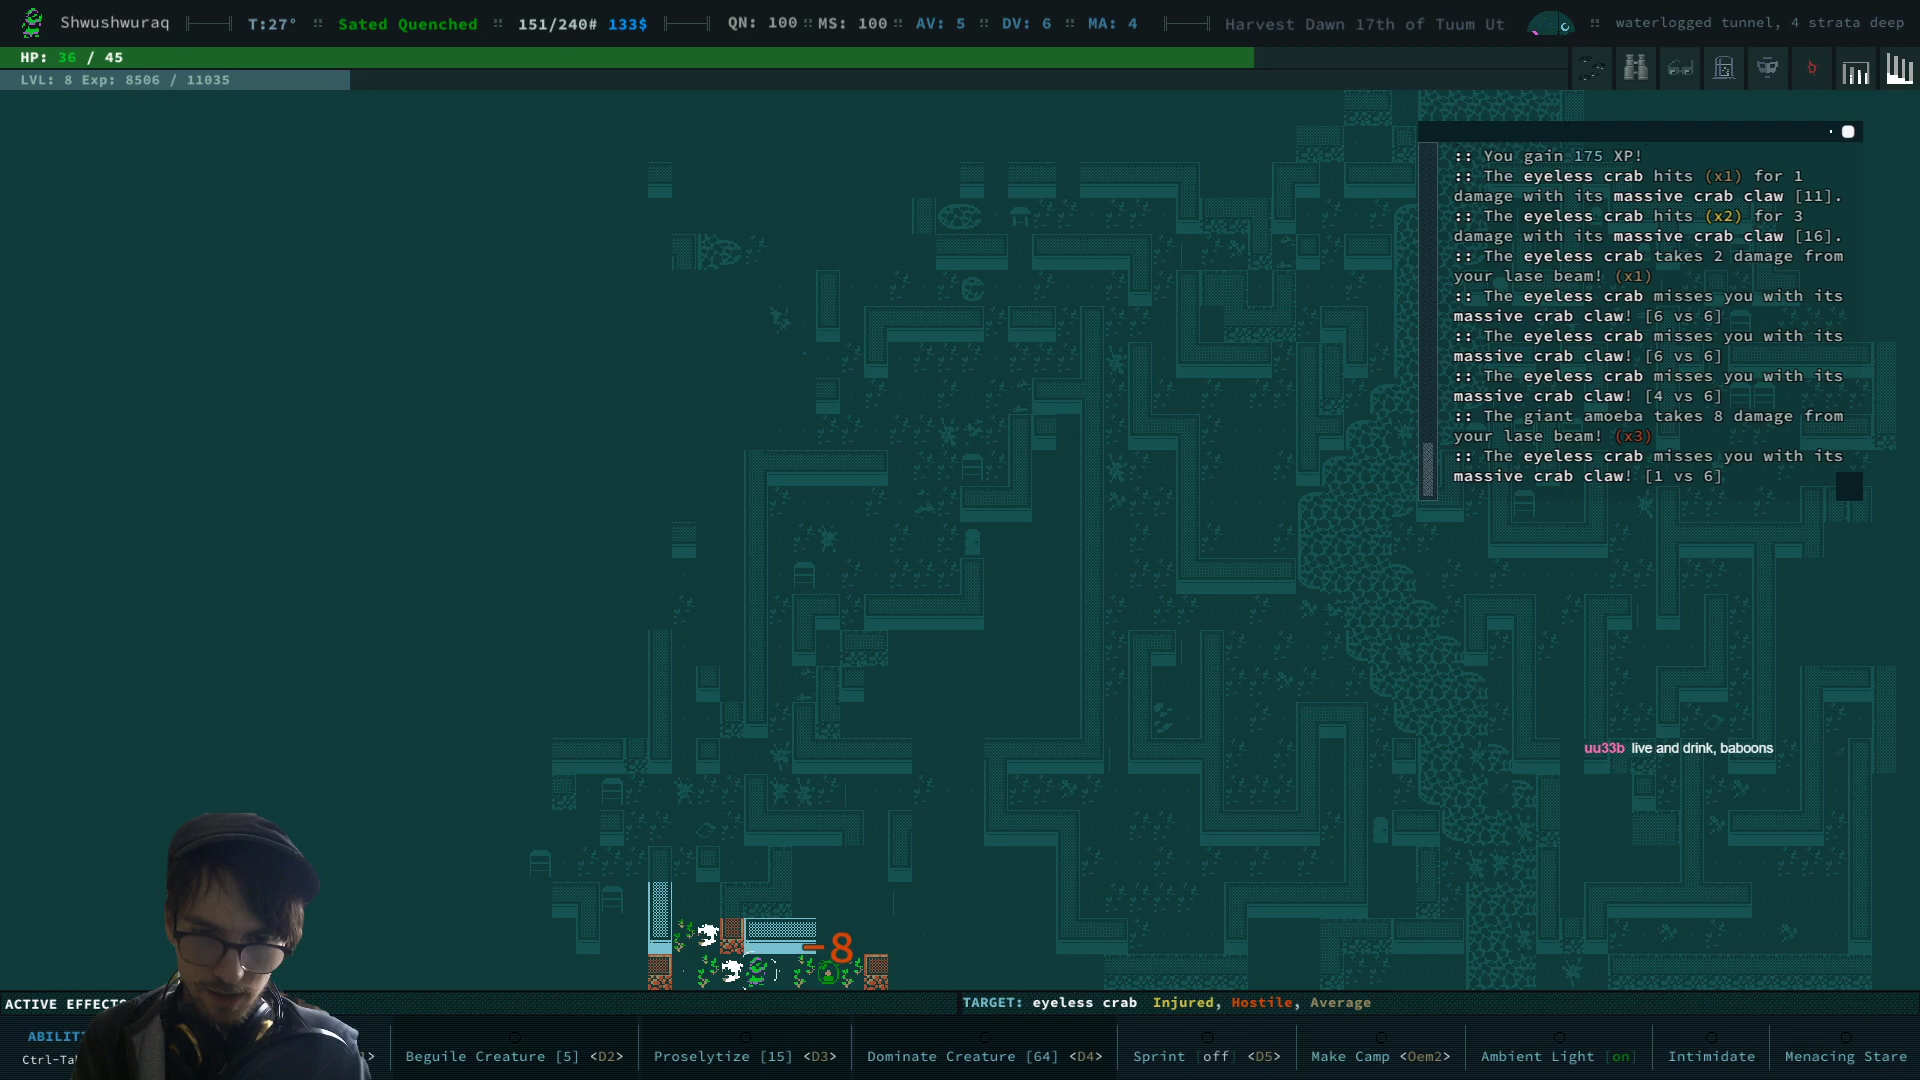 Shwushwuraq T:27° Sated Quenched 151/240# 133$ QN: 100 MS: 100 AV: 5 DV: 6 MA: 4 Harvest Dawn 17th of Tuum Ut waterlogged tunnel, 4 strata deep
HP: 36 / 45
LVL: 8 Exp: 8506 / 11035
:: You gain 175 XP!
:: The eyeless crab hits (x1) for 1
damage with its massive crab claw [11].
:: The eyeless crab hits (x2) for 3
damage with its massive crab claw [16].
:: The eyeless crab takes 2 damage from
your lase beam! (x1)
:: The eyeless crab misses you with its
massive crab claw! [6 vs 6]
:: The eyeless crab misses you with its
massive crab claw! [6 vs 6]
:: The eyeless crab misses you with its
massive crab claw! [4 vs 6]
:: The giant amoeba takes 8 damage from
your lase beam! (x3)
:: The eyeless crab misses you with its
massive crab claw! [1 vs 6]
uu33b live and drink, baboons
-8
ACTIVE EFFECTS TARGET: eyeless crab Injured, Hostile, Average
ABILITI
Ctrl-Ta > Beguile Creature [5] <D2> Proselytize [15] <D3> Dominate Creature [64] <D4> Sprint [off] <D5> Make Camp <Oem2> Ambient Light [on] Intimidate Menacing Stare